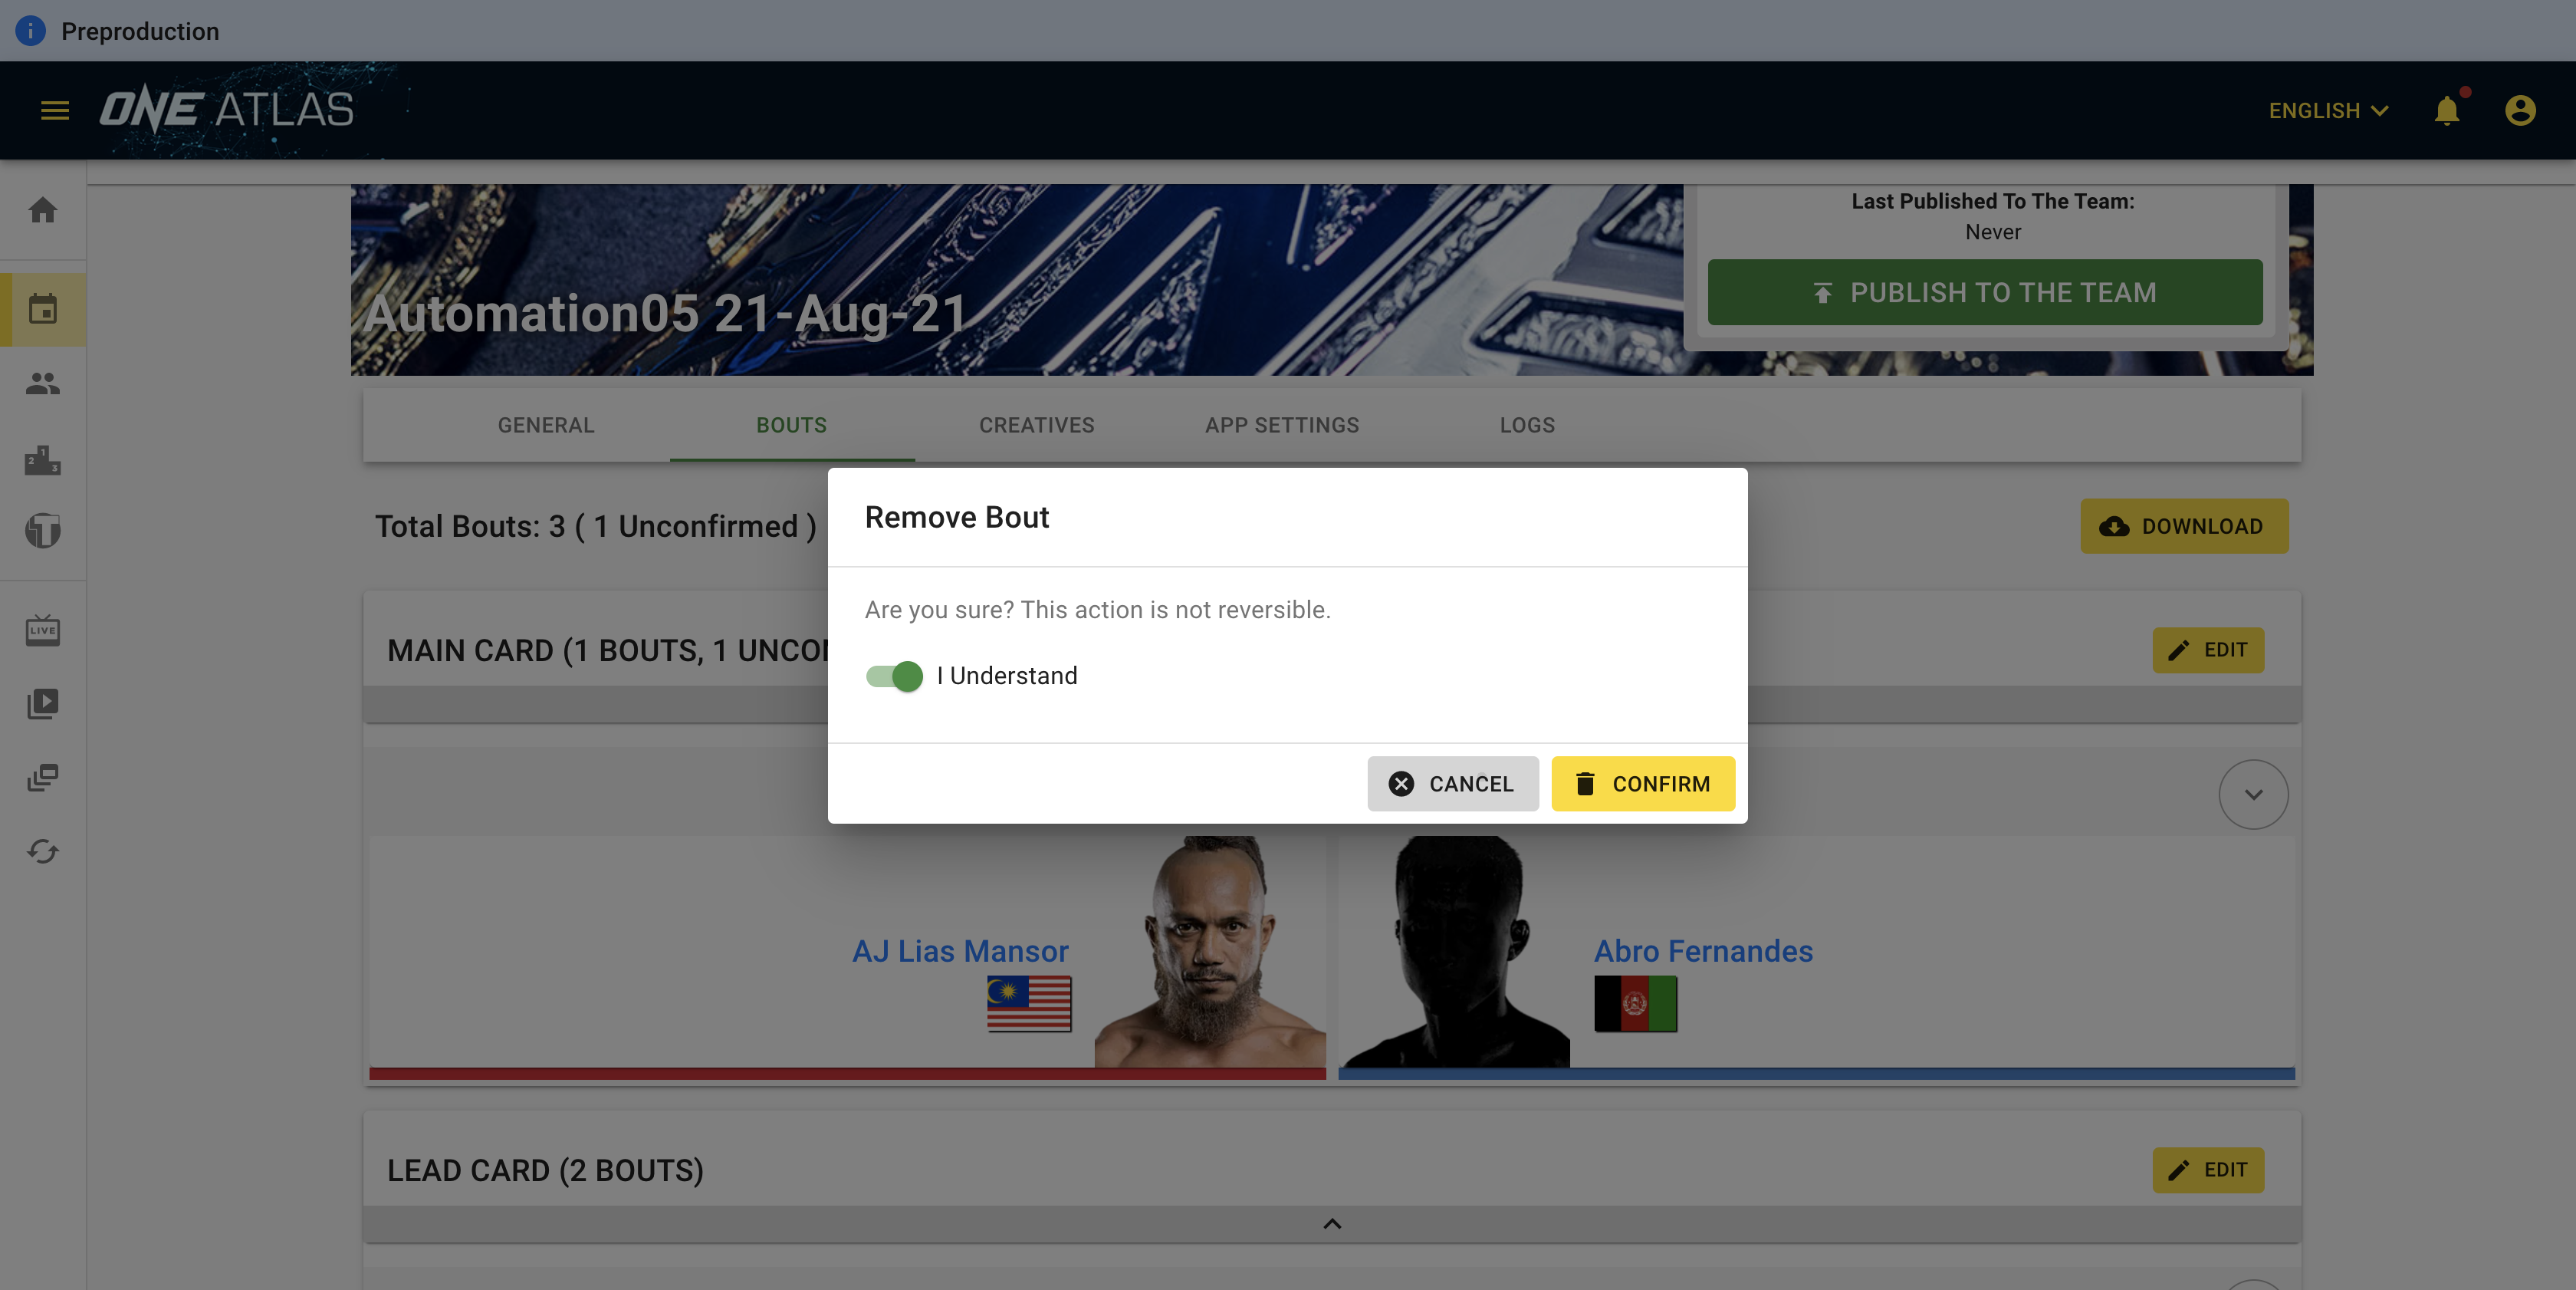 Preproduction
ONE ATLAS
ENGLISH
Last Published To The Team:
Never
PUBLISH TO THE TEAM
Automation05 21-Aug-21
GENERAL
BOUTS
CREATIVES
APP SETTINGS
LOGS
Total Bouts: 3 ( 1 Unconfirmed )
DOWNLOAD
MAIN CARD (1 BOUTS, 1
EDIT
Remove Bout
Are you sure? This action is not reversible.
I Understand
CANCEL
CONFIRM
LIVE
AJ Lias Mansor
Abro Fernandes
LEAD CARD (2 BOUTS)
EDIT